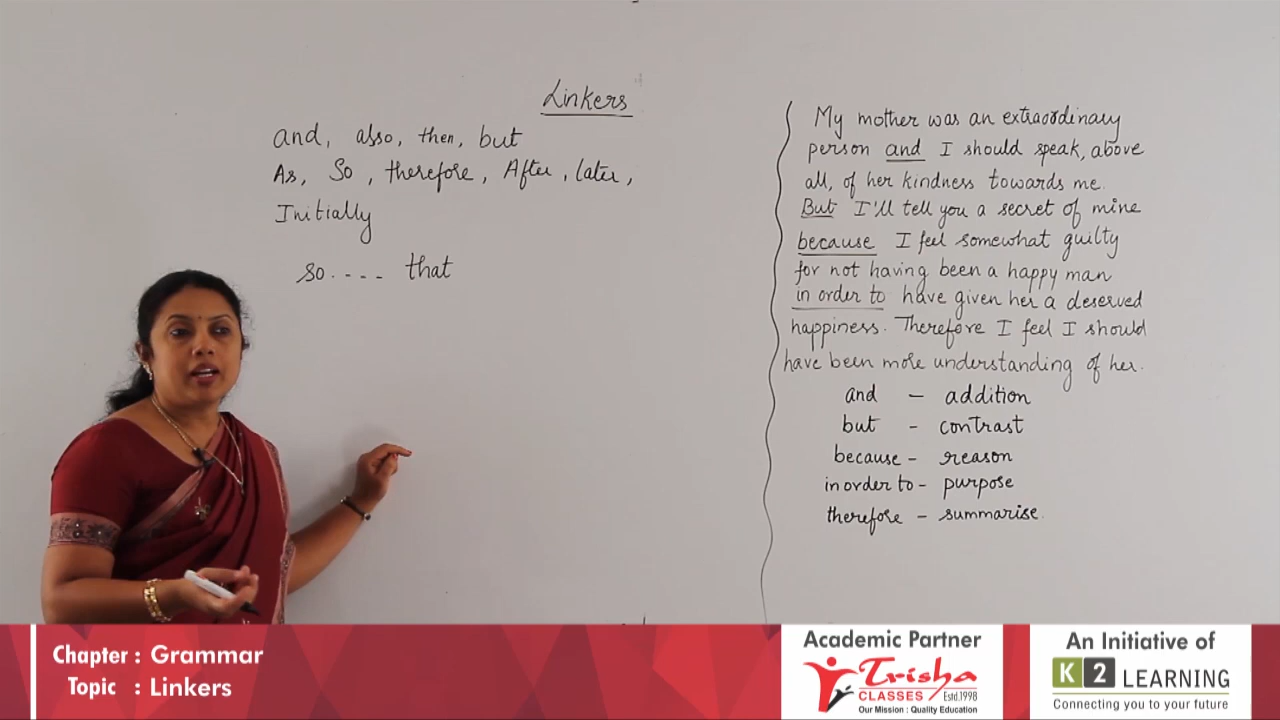 Linkers
and, also, then, but
As, So, therefore, After, later,
Initially
so.---- that
My mother was an extraordinary
person and I should speak, above
all, of her kindness towards me.
But I'll tell you a secret of mine
because I feel somewhat guilty
for not having been a happy man
in order to have given her a deserved
happiness. Therefore I feel I should
have been more understanding of her.
and – addition
but - contrast
because - reason
in order to - purpose
therefore - summarise.
Chapter : Grammar
Topic : Linkers
Academic Partner
Trisha
CLASSES Estd.1998
Our Mission : Quality Education
An Initiative of
K2 LEARNING
Connecting you to your future